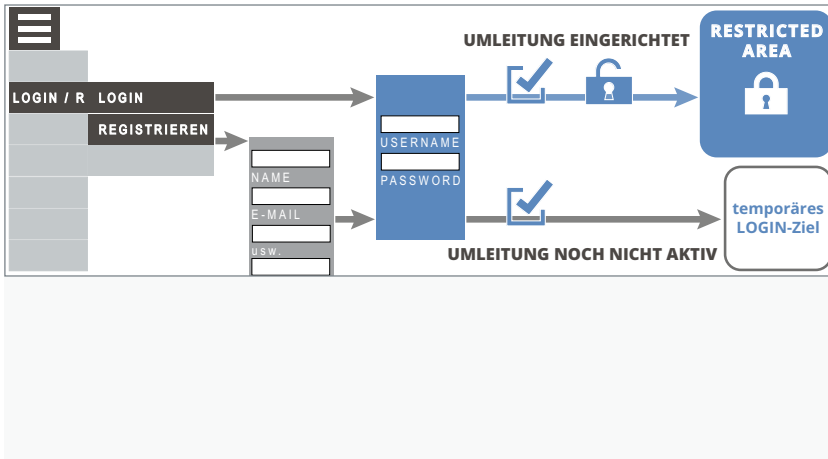 UMLEITUNG EINGERICHTET
RESTRICTED
AREA
LOGIN / R
LOGIN
REGISTRIEREN
NAME
E-MAIL
usw.
USERNAME
PASSWORD
temporäres
LOGIN-Ziel
UMLEITUNG NOCH NICHT AKTIV